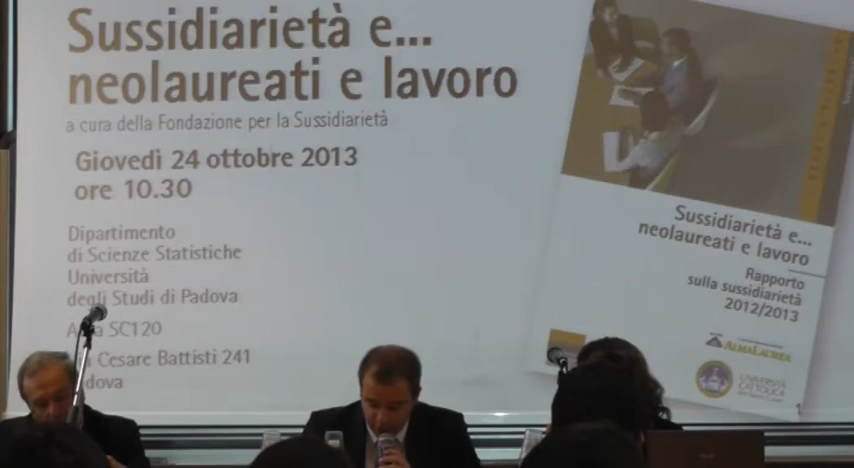 Sussidiarietà e...
neolaureati e lavoro
a cura della Fondazione per la Sussidiarietà
Giovedì 24 ottobre 2013
ore 10.30
Dipartimento
di Scienze Statistiche
Università
degli Studi di Padova
SC120
Cesare Battisti 241
Sussidiarietà e...
neolaureati e lavoro
Rapporto
sulla sussidiarietà
2012/2013
ALMALAUREA
UNIVERSITÀ
CATTOLICA